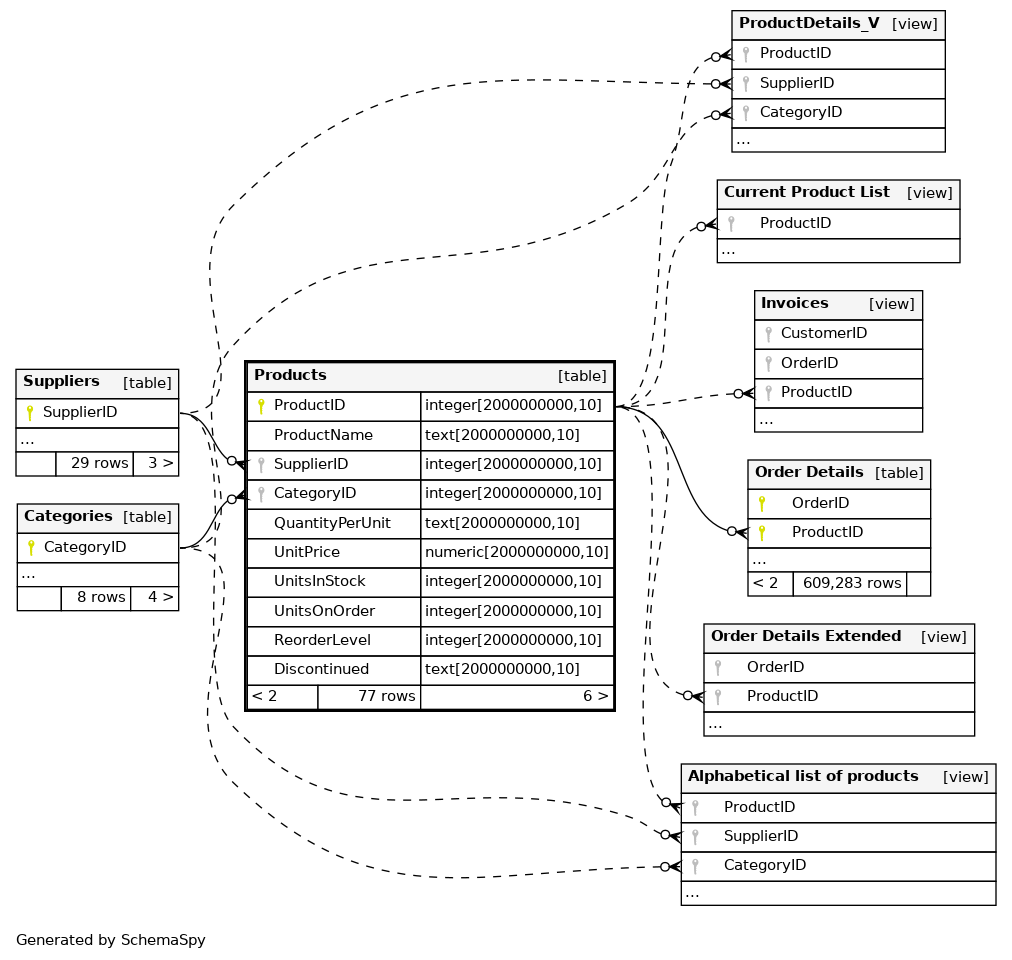 ProductDetails_V [view]
ProductID
SupplierID
CategoryID
...
Current Product List [view]
ProductID
...
Invoices [view]
CustomerID
OrderID
ProductID
...
Suppliers [table]
SupplierID
...
29 rows 3 >
Categories [table]
CategoryID
...
8 rows 4 >
Products [table]
ProductID integer[2000000000,10]
ProductName text[2000000000,10]
SupplierID integer[2000000000,10]
CategoryID integer[2000000000,10]
QuantityPerUnit text[2000000000,10]
UnitPrice numeric[2000000000,10]
UnitsInStock integer[2000000000,10]
UnitsOnOrder integer[2000000000,10]
ReorderLevel integer[2000000000,10]
Discontinued text[2000000000,10]
< 2 77 rows 6 >
Order Details [table]
OrderID
ProductID
...
< 2 609,283 rows
Order Details Extended [view]
OrderID
ProductID
...
Alphabetical list of products [view]
ProductID
SupplierID
CategoryID
...
Generated by SchemaSpy